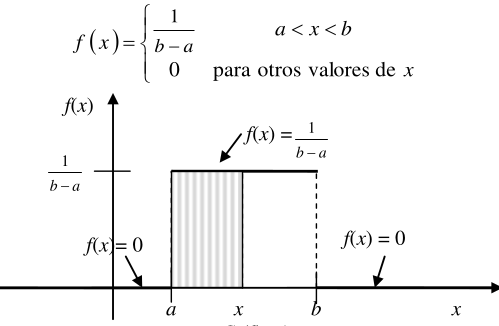 f(x) = { 1/(b−a)   a < x < b
0   para otros valores de x
f(x)
f(x) = 1/(b−a)
1/(b−a)
f(x)= 0
f(x) = 0
a x b x